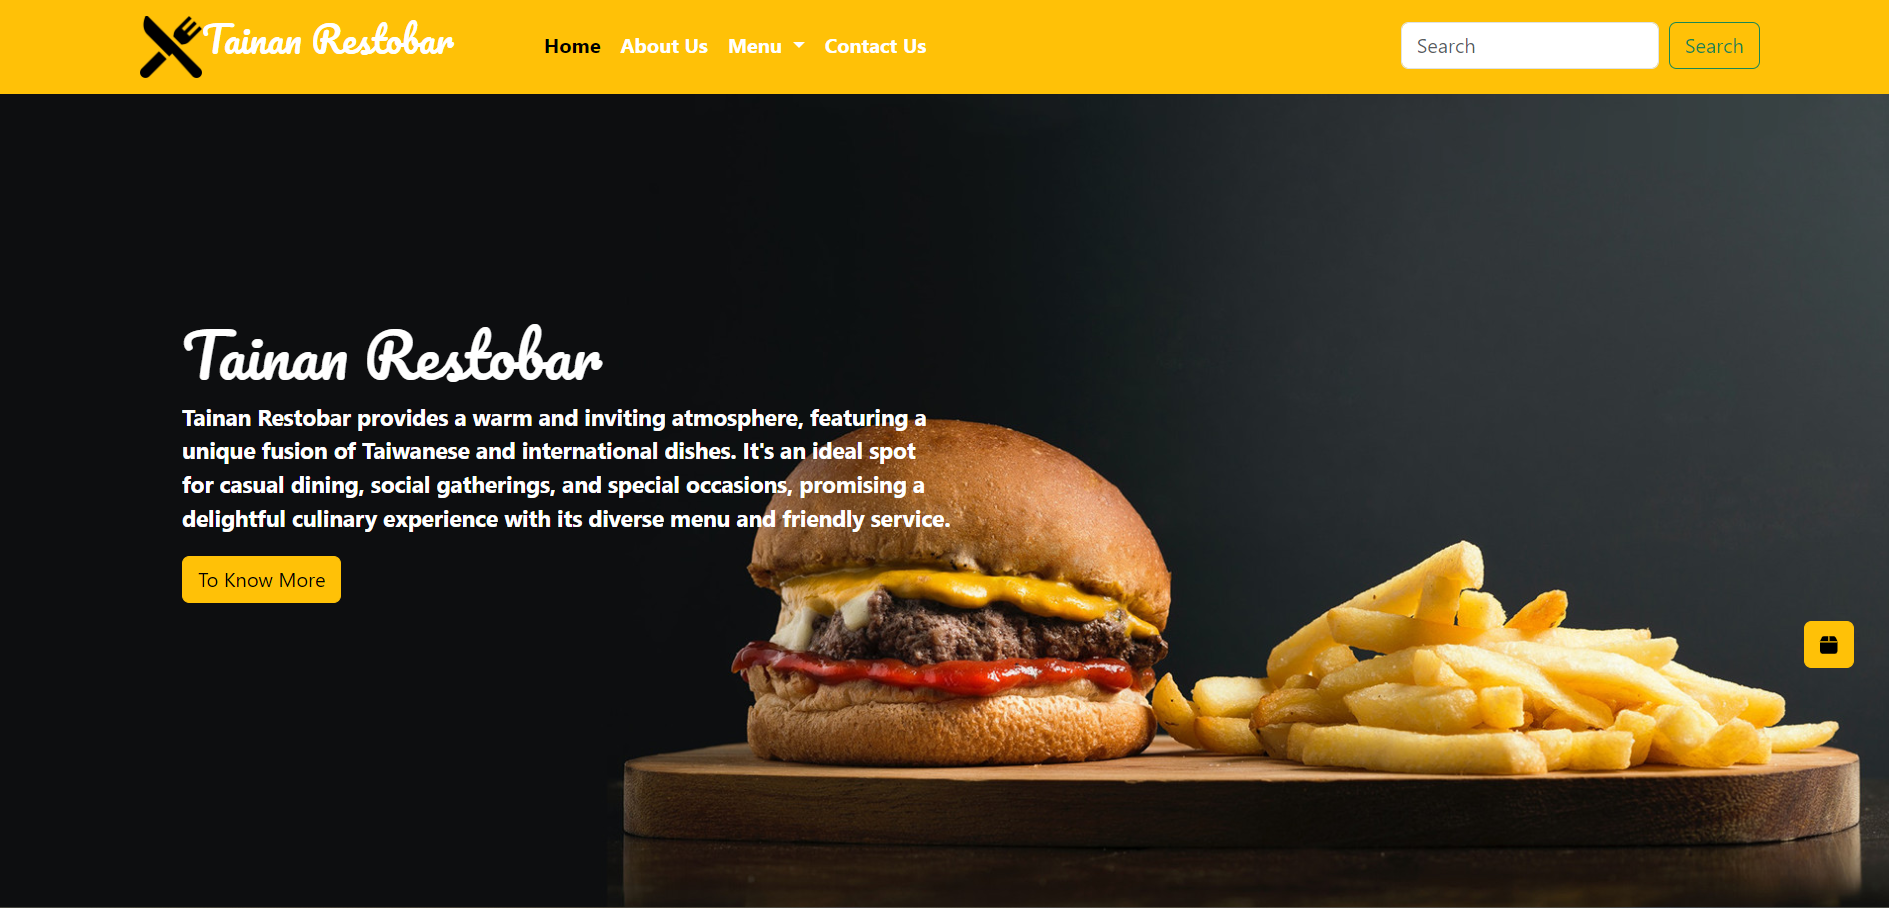 Tainan Restobar
Home About Us Menu Contact Us
Search Search
Tainan Restobar
Tainan Restobar provides a warm and inviting atmosphere, featuring a
unique fusion of Taiwanese and international dishes. It's an ideal spot
for casual dining, social gatherings, and special occasions, promising a
delightful culinary experience with its diverse menu and friendly service.
To Know More